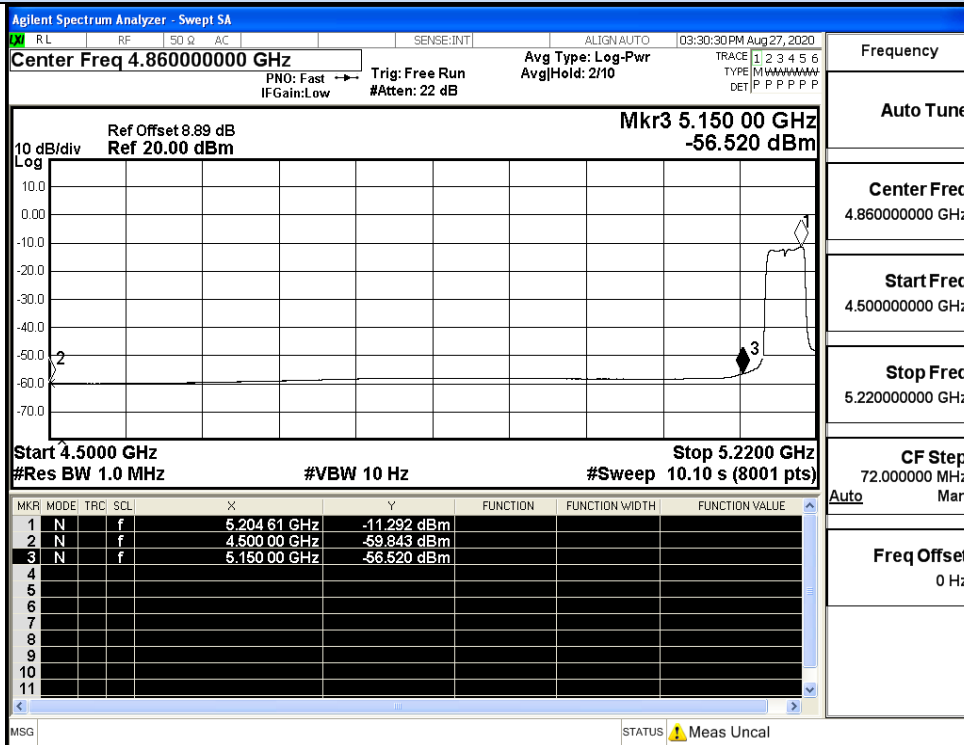 Agilent Spectrum Analyzer - Swept SA
LXI RL RF 50 Ω AC SENSE:INT ALIGN AUTO 03:30:30 PM Aug 27, 2020
Center Freq 4.860000000 GHz
PNO: Fast
IFGain:Low
Trig: Free Run
#Atten: 22 dB
Avg Type: Log-Pwr
Avg|Hold: 2/10
TRACE 1 2 3 4 5 6
TYPE M WWWWW
DET P P P P P P
Mkr3 5.150 00 GHz
-56.520 dBm
Ref Offset 8.89 dB
10 dB/div Ref 20.00 dBm
Log
10.0
0.00
-10.0
-20.0
-30.0
-40.0
-50.0
-60.0
-70.0
1
2
3
Start 4.5000 GHz Stop 5.2200 GHz
#Res BW 1.0 MHz #VBW 10 Hz #Sweep 10.10 s (8001 pts)
MKR MODE TRC SCL X Y FUNCTION FUNCTION WIDTH FUNCTION VALUE
1 N f 5.204 61 GHz -11.292 dBm
2 N f 4.500 00 GHz -59.843 dBm
3 N f 5.150 00 GHz -56.520 dBm
4
5
6
7
8
9
10
11
MSG STATUS Meas Uncal
Frequency
Auto Tune
Center Freq
4.860000000 GHz
Start Freq
4.500000000 GHz
Stop Freq
5.220000000 GHz
CF Step
72.000000 MHz
Auto Man
Freq Offset
0 Hz